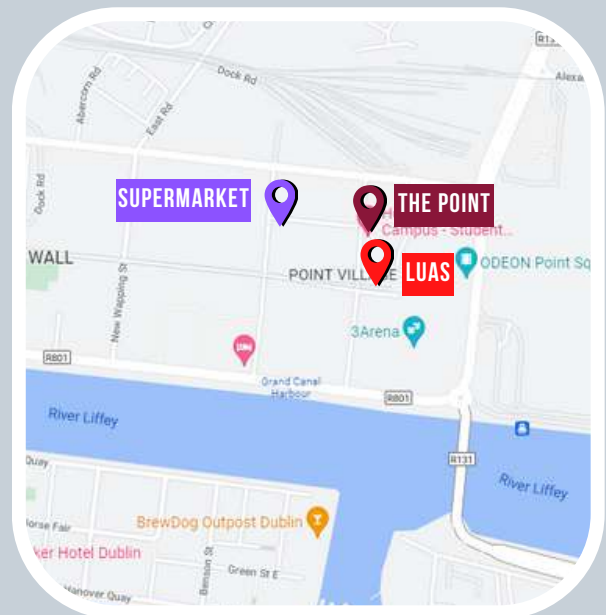 R131
Dock Rd
Alexa
Abercorn Rd
East Rd
SUPERMARKET
THE POINT
Campus - Student...
Dock Rd
WALL
POINT VILLAGE
LUAS
ODEON Point Sq
New Wapping St
3Arena
R801
Grand Canal
Harbour
R801
River Liffey
R131
River Liffey
Quay
orse Fair
BrewDog Outpost Dublin
ker Hotel Dublin
Benson St
Green St E
Hanover Quay